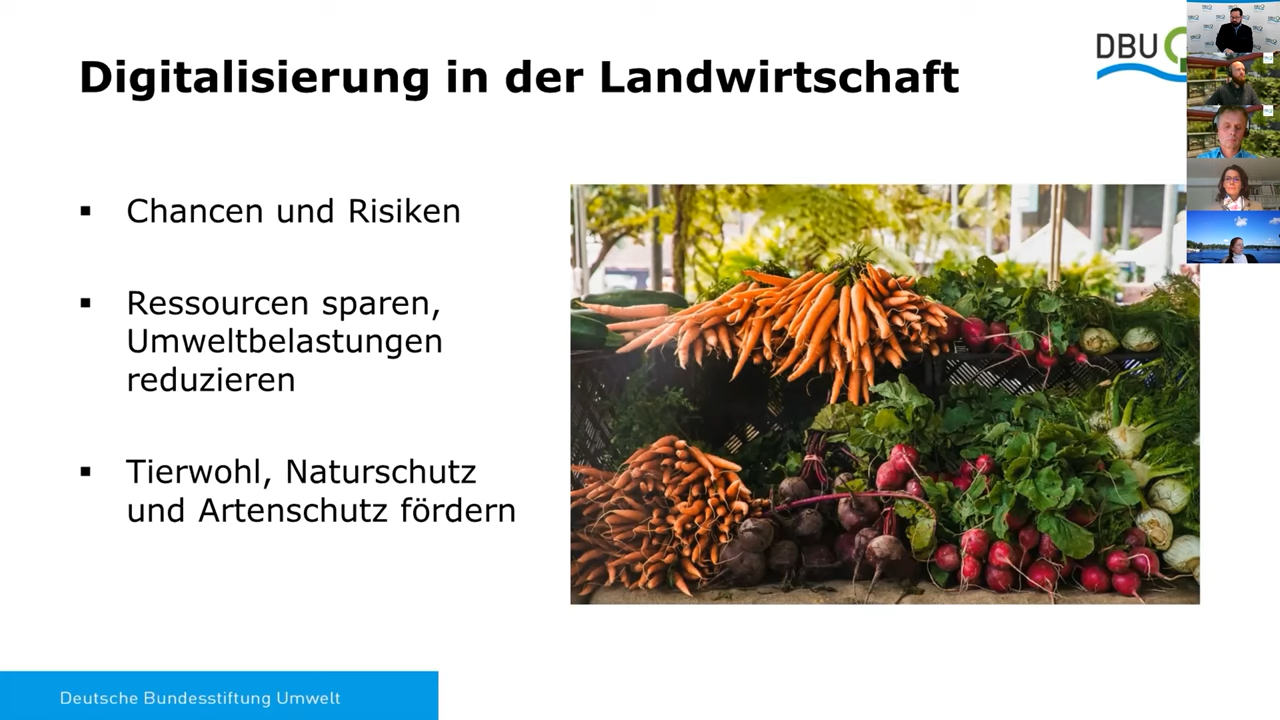 Digitalisierung in der Landwirtschaft
DBU
▪ Chancen und Risiken
▪ Ressourcen sparen,
Umweltbelastungen
reduzieren
▪ Tierwohl, Naturschutz
und Artenschutz fördern
Deutsche Bundesstiftung Umwelt